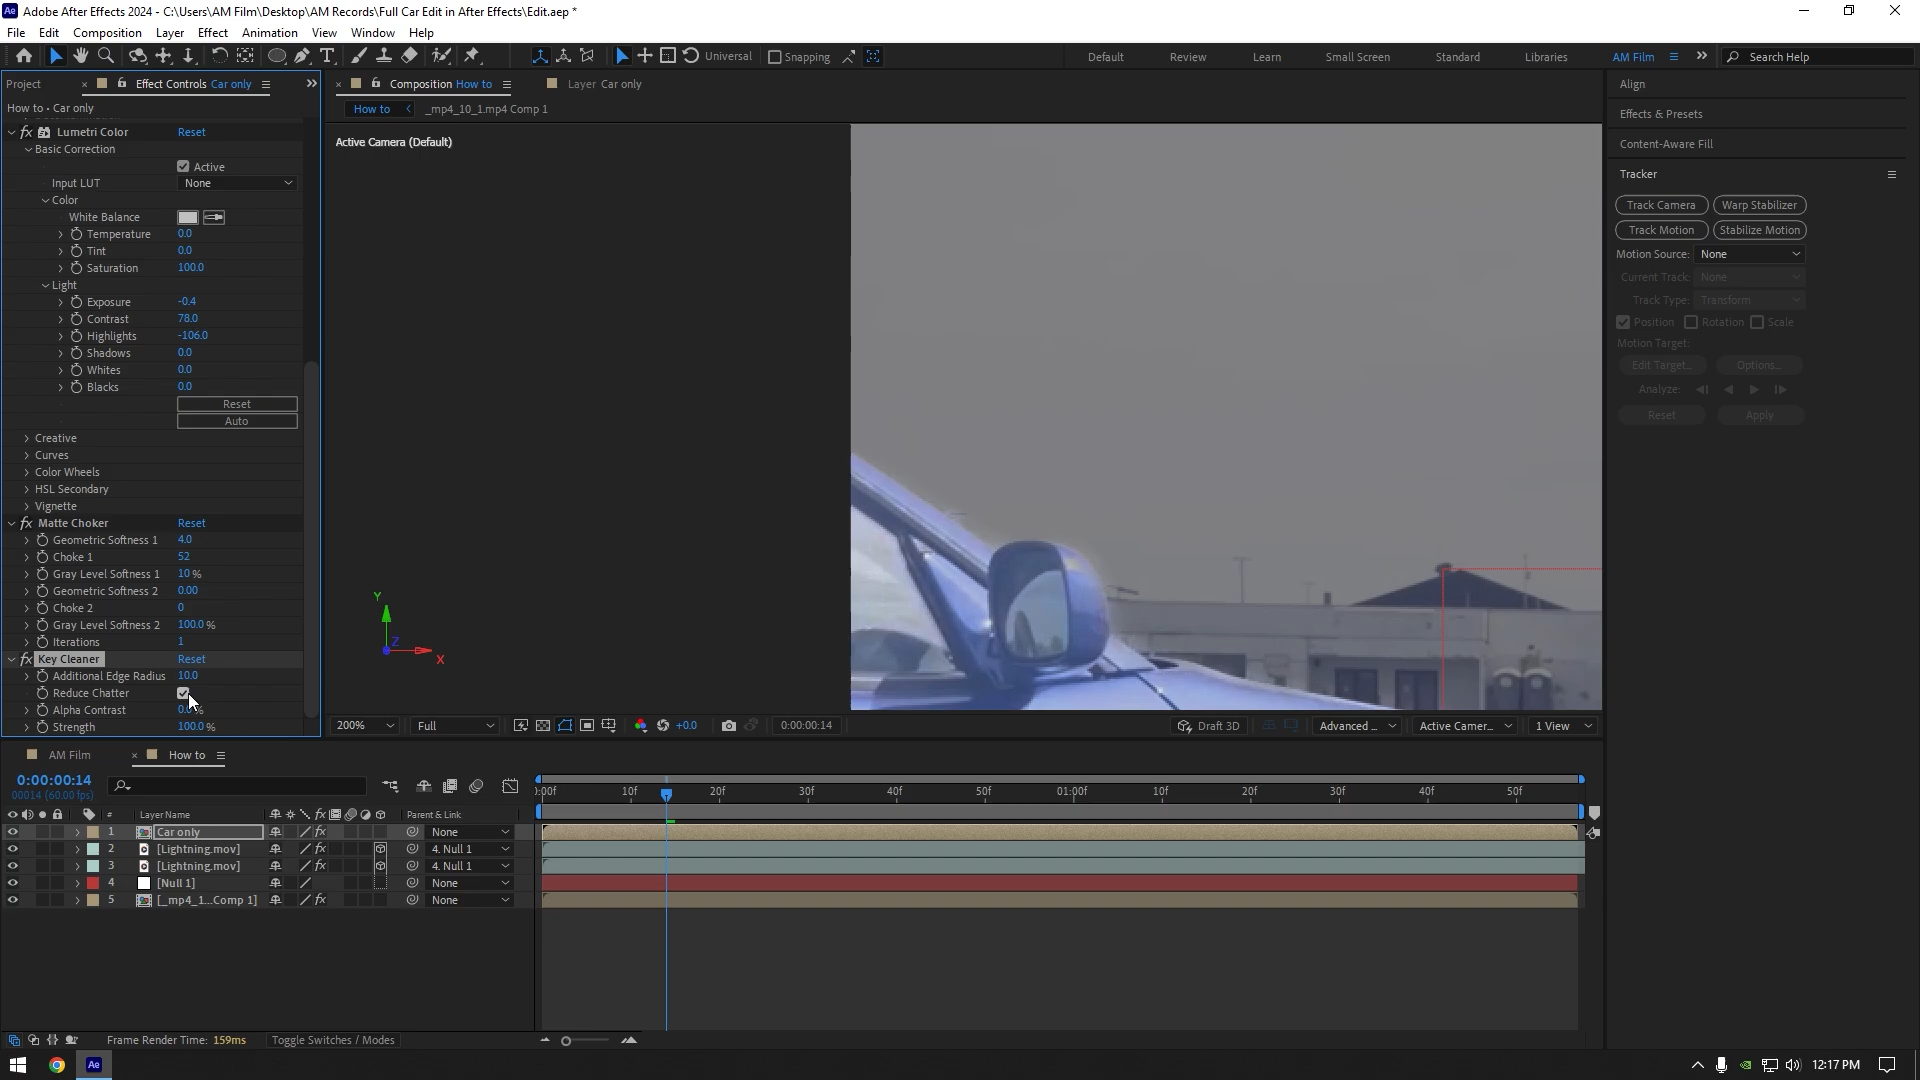 Adobe After Effects 2024 - C:\Users\AM Film\Desktop\AM Records\Full Car Edit in After Effects\Edit.aep *
File Edit Composition Layer Effect Animation View Window Help
Universal Snapping Default Review Learn Small Screen Standard Libraries AM Film Search Help
Project Effect Controls Car only
How to • Car only
Lumetri Color Reset
Basic Correction
Active
Input LUT None
Color
White Balance
Temperature 0.0
Tint 0.0
Saturation 100.0
Light
Exposure -0.4
Contrast 78.0
Highlights -106.0
Shadows 0.0
Whites 0.0
Blacks 0.0
Reset
Auto
Creative
Curves
Color Wheels
HSL Secondary
Vignette
Matte Choker Reset
Geometric Softness 1 4.0
Choke 1 52
Gray Level Softness 1 10 %
Geometric Softness 2 0.00
Choke 2 0
Gray Level Softness 2 100.0 %
Iterations 1
Key Cleaner Reset
Additional Edge Radius 10.0
Reduce Chatter
Alpha Contrast
Strength 100.0 %
Composition How to Layer Car only
How to _mp4_10_1.mp4 Comp 1
Active Camera (Default)
Y
Z
X
200% Full +0.0 0:00:00:14 Draft 3D Advanced ... Active Camer... 1 View
Align
Effects & Presets
Content-Aware Fill
Tracker
Track Camera Warp Stabilizer
Track Motion Stabilize Motion
Motion Source: None
Current Track: None
Track Type: Transform
Position Rotation Scale
Motion Target:
Edit Target... Options...
Analyze:
Reset Apply
AM Film How to
0:00:00:14
00014 (60.00 fps)
):00f 10f 20f 30f 40f 50f 01:00f 10f 20f 30f 40f 50f
# Layer Name Parent & Link
1 Car only None
2 [Lightning.mov] 4. Null 1
3 [Lightning.mov] 4. Null 1
4 [Null 1] None
5 [_mp4_1...Comp 1] None
Frame Render Time: 159ms Toggle Switches / Modes
12:17 PM